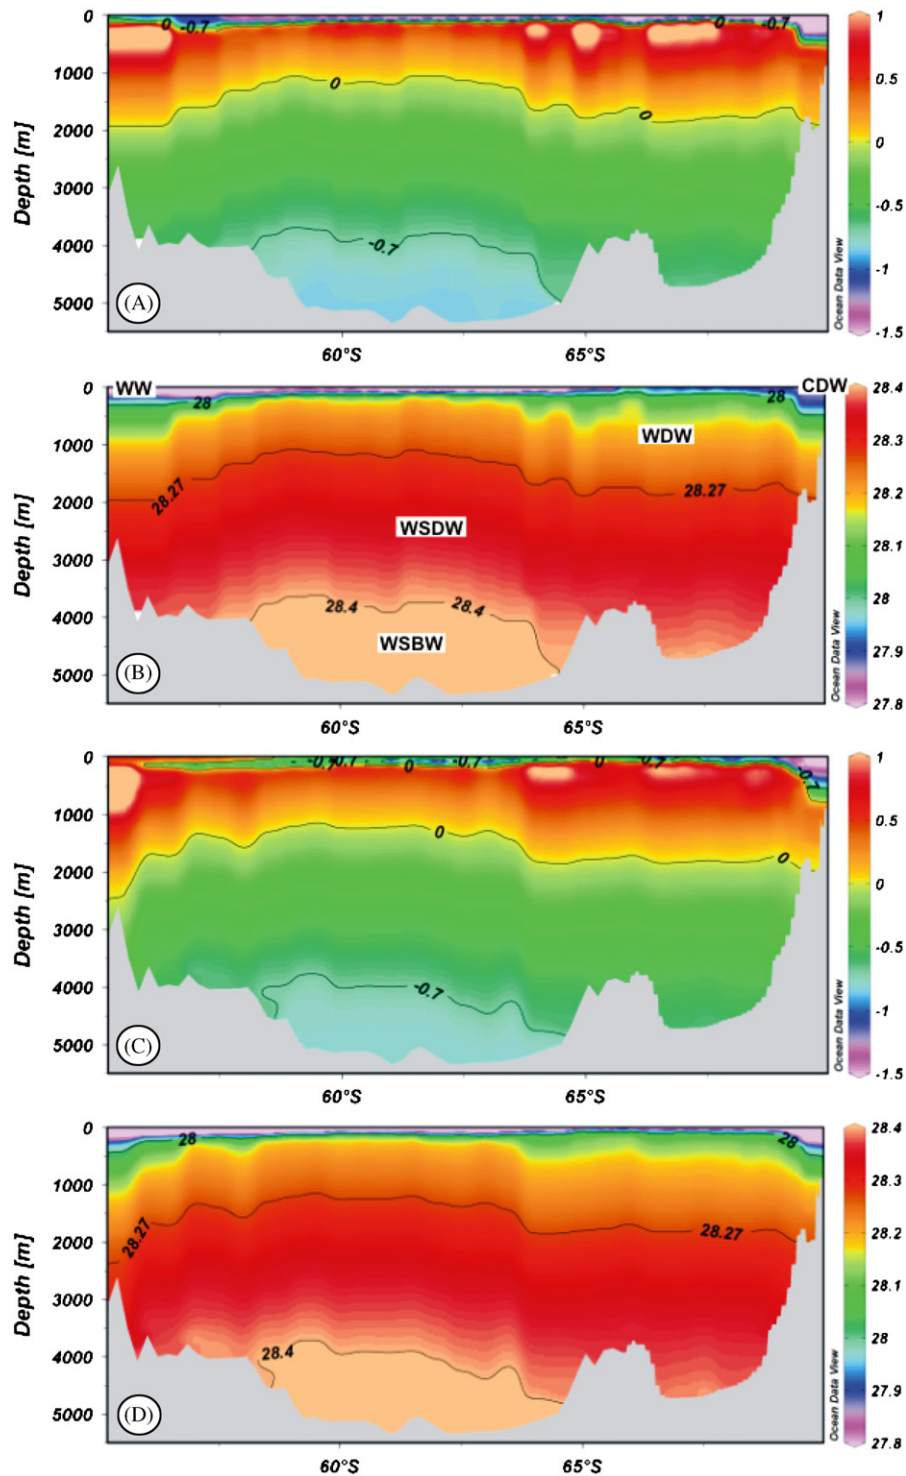 0 -0.7 -0.7 1
0
1000
0
0.5
2000
0
0
Depth [m]
3000
-0.5
4000
-0.7
-1
5000
(A)
-1.5
Ocean Data View
60°S 65°S
0 WW 28 28 CDW 28.4
1000
WDW
28.3
28.27
28.27
2000
28.2
WSDW
Depth [m]
3000
28.1
4000
28.4 28.4
28
WSBW
27.9
5000
(B)
27.8
Ocean Data View
60°S 65°S
0 -0.7 0.7 0 -0.7 0 -0.7 -0.7 1
1000
0
0.5
2000
0
0
Depth [m]
3000
-0.5
4000
-0.7
-1
5000
(C)
-1.5
Ocean Data View
60°S 65°S
0 28 28 28.4
1000
28.3
28.27
28.27
2000
28.2
Depth [m]
3000
28.1
4000
28.4
28
27.9
5000
(D)
27.8
Ocean Data View
60°S 65°S